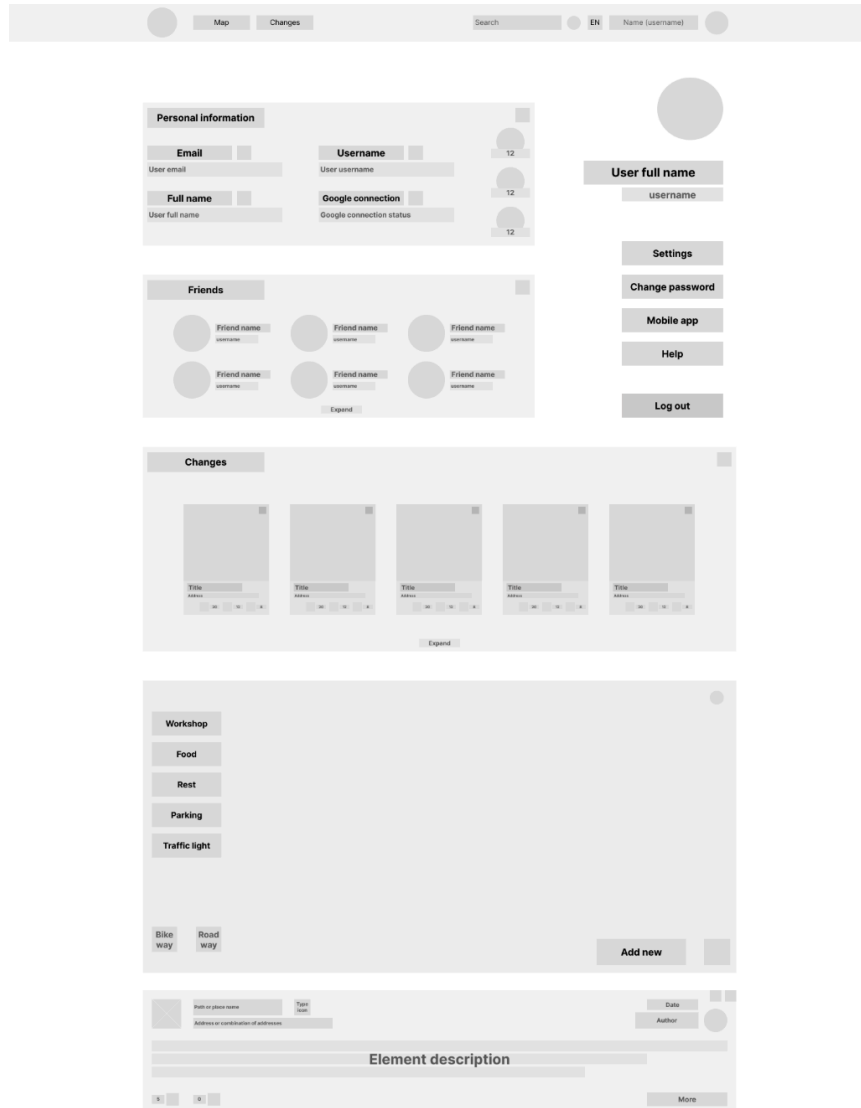 Map
Changes
Search
EN
Name (username)
Personal information
Email
User email
Username
User username
Full name
User full name
Google connection
Google connection status
12
12
12
User full name
username
Settings
Change password
Mobile app
Help
Log out
Friends
Friend name
username
Friend name
username
Friend name
username
Friend name
username
Friend name
username
Friend name
username
Expand
Changes
Title
Address
Title
Address
Title
Address
Title
Address
Title
Address
Expand
Workshop
Food
Rest
Parking
Traffic light
Bike
way
Road
way
Add new
Path or place name
Type
icon
Address or combination of addresses
Date
Author
Element description
5
0
More